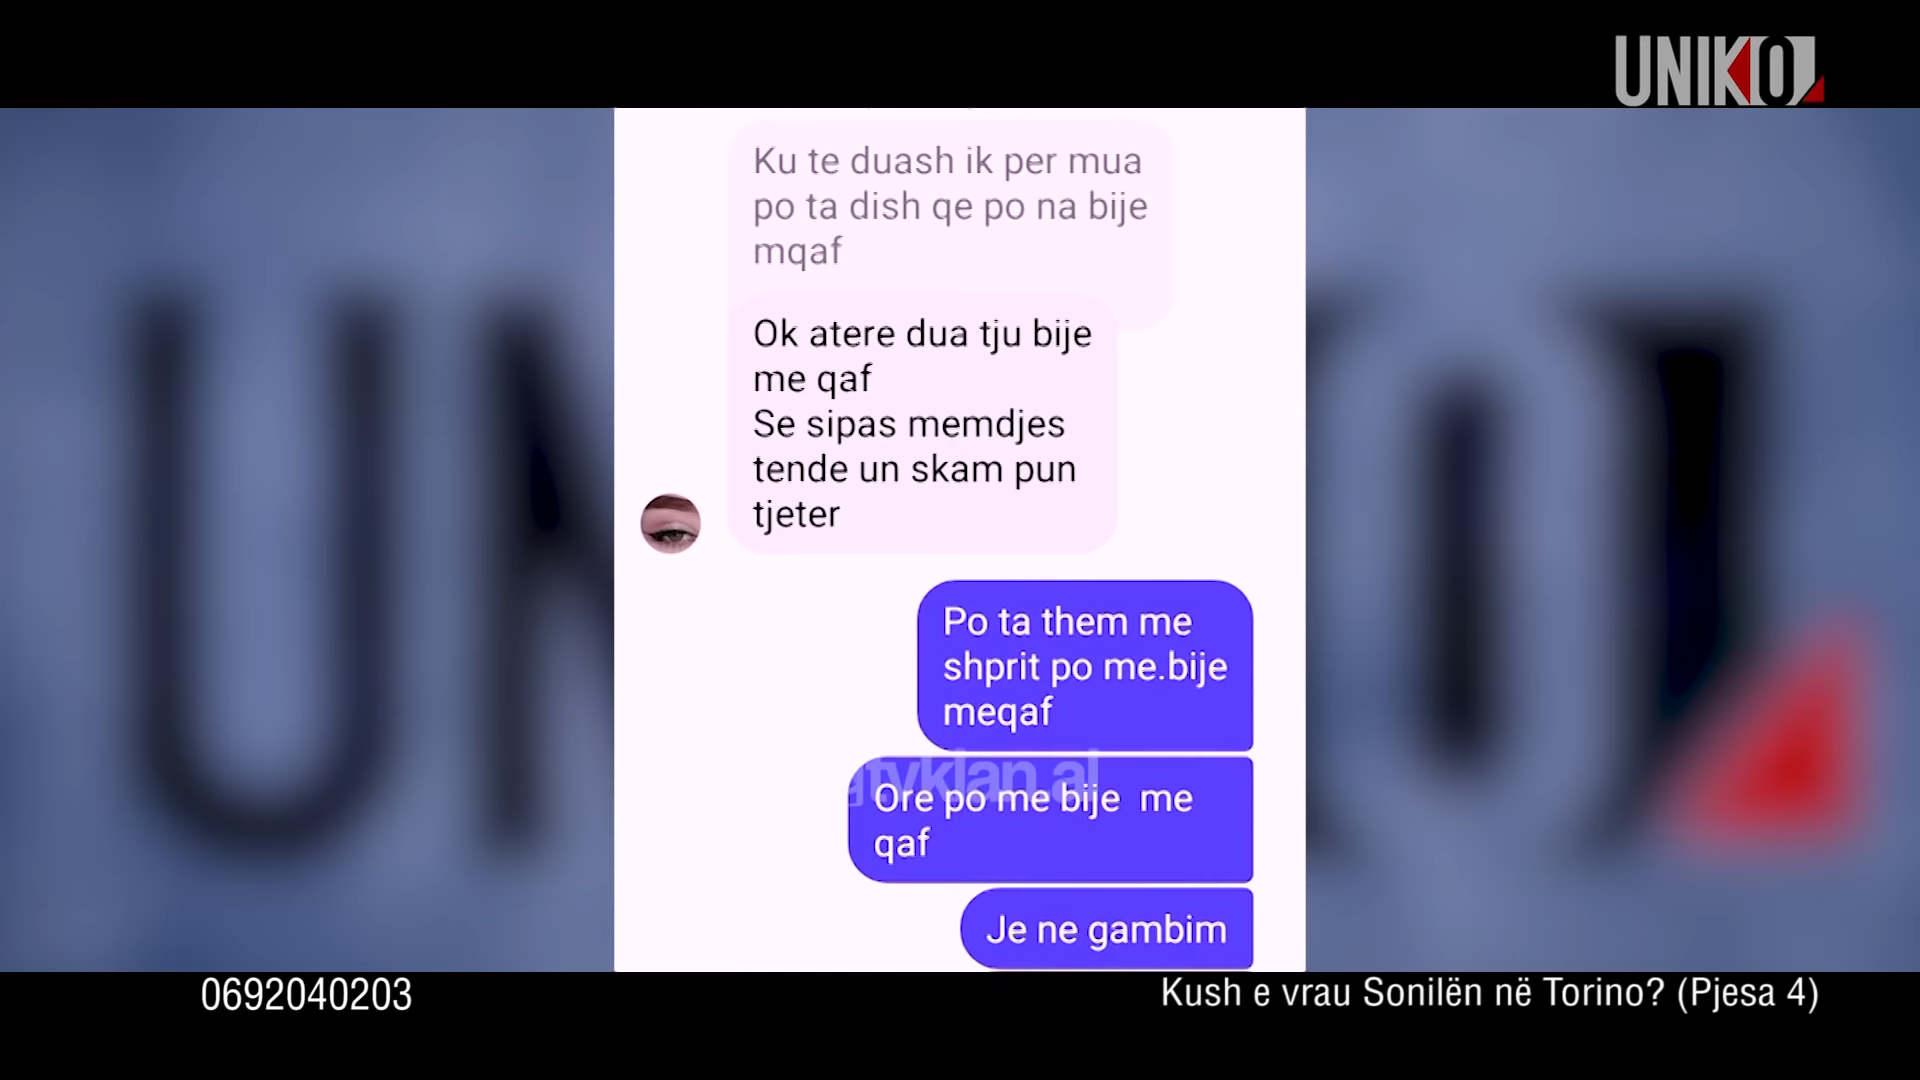 UNIKO
Ku te duash ik per mua
po ta dish qe po na bije
mqaf
Ok atere dua tju bije
me qaf
Se sipas memdjes
tende un skam pun
tjeter
Po ta them me
shprit po me.bije
meqaf
tvklan.al
Ore po me bije  me
qaf
Je ne gambim
0692040203
Kush e vrau Sonilën në Torino? (Pjesa 4)